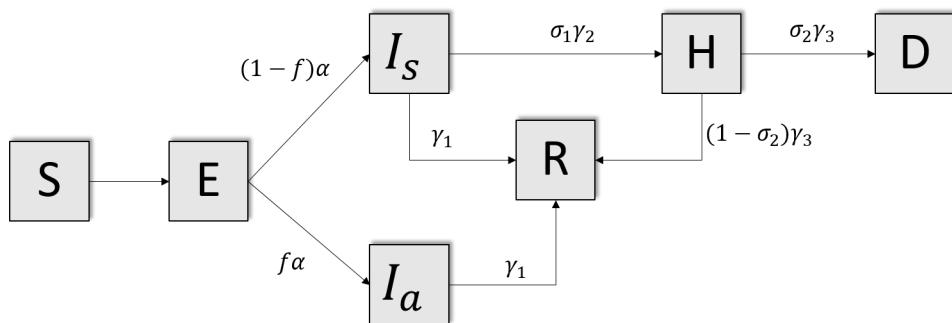 I_s
σ₁γ₂
H
σ₂γ₃
D
(1−f)α
γ₁
(1−σ₂)γ₃
S
E
R
fα
I_a
γ₁